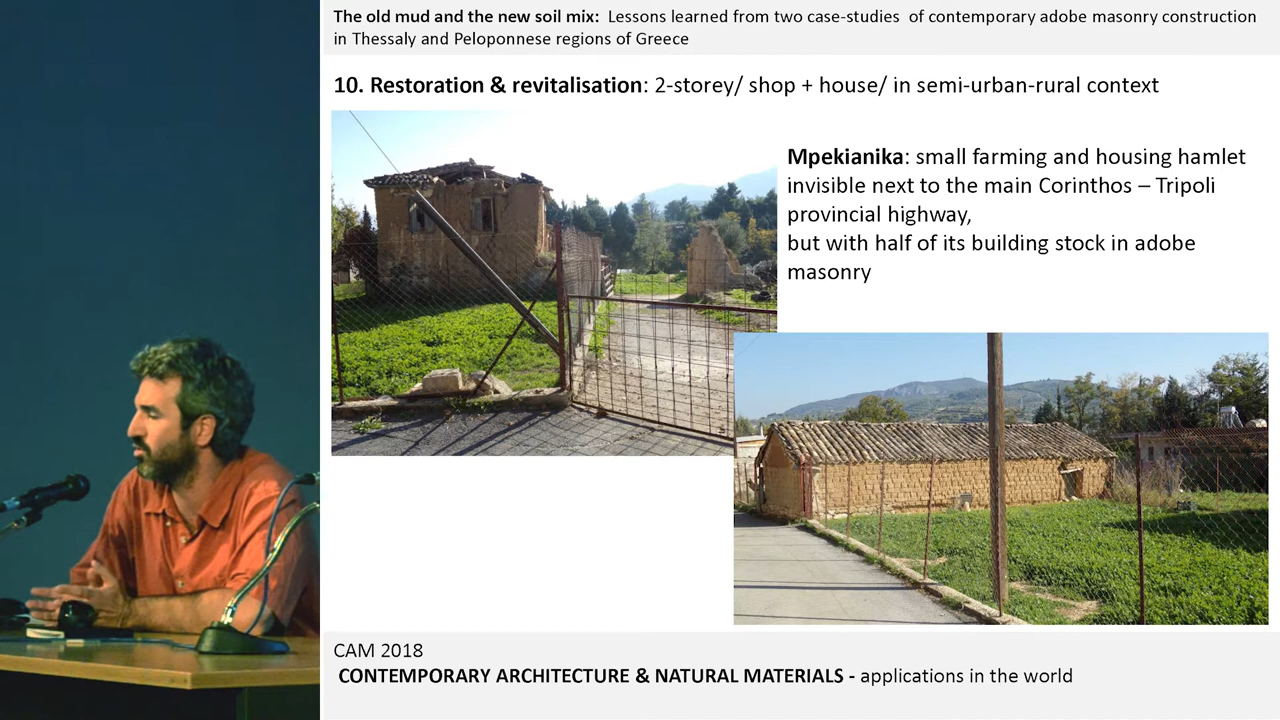 The old mud and the new soil mix: Lessons learned from two case-studies of contemporary adobe masonry construction
in Thessaly and Peloponnese regions of Greece
10. Restoration & revitalisation: 2-storey/ shop + house/ in semi-urban-rural context
Mpekianika: small farming and housing hamlet
invisible next to the main Corinthos – Tripoli
provincial highway,
but with half of its building stock in adobe
masonry
CAM 2018
CONTEMPORARY ARCHITECTURE & NATURAL MATERIALS - applications in the world